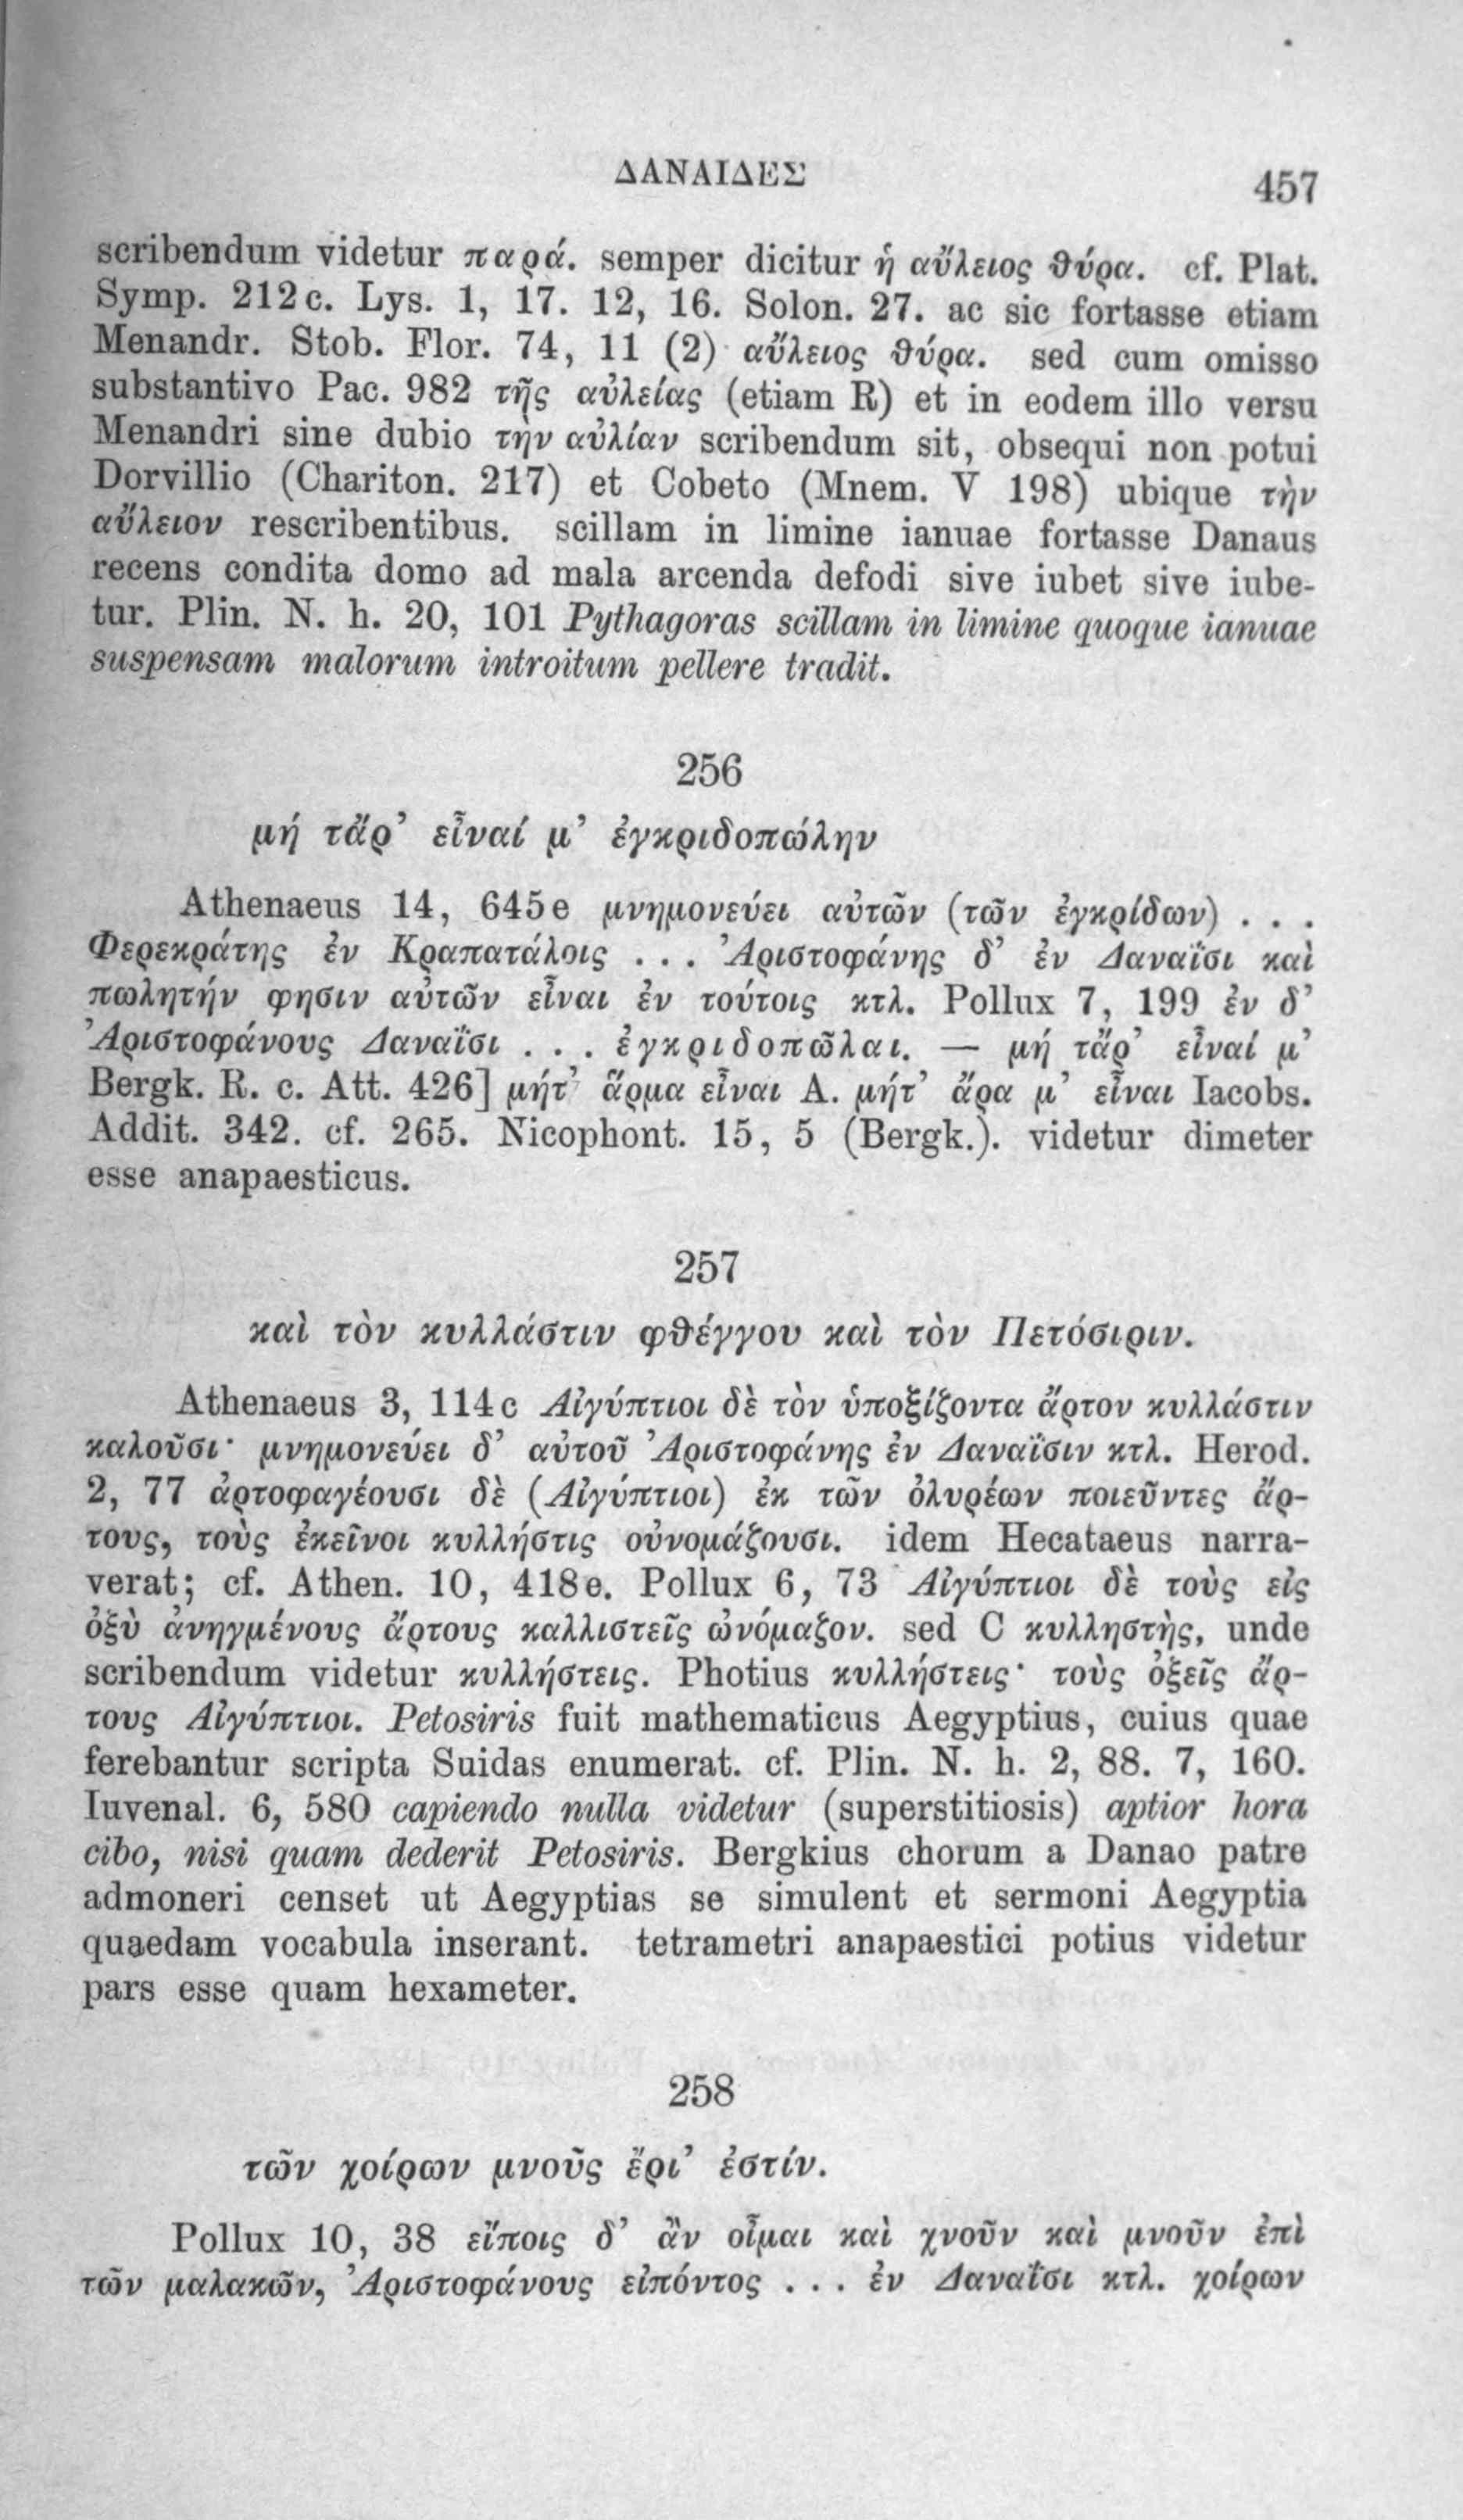 ΔΑΝΑΙΔΕΣ 457
scribendum videtur παρά. semper dicitur ἡ αὔλειος θύρα. cf. Plat.
Symp. 212c. Lys. 1, 17. 12, 16. Solon. 27. ac sic fortasse etiam
Menandr. Stob. Flor. 74, 11 (2) αὔλειος θύρα. sed cum omisso
substantivo Pac. 982 τῆς αὐλείας (etiam R) et in eodem illo versu
Menandri sine dubio τὴν αὐλίαν scribendum sit, obsequi non potui
Dorvillio (Chariton. 217) et Cobeto (Mnem. V 198) ubique τὴν
αὔλειον rescribentibus. scillam in limine ianuae fortasse Danaus
recens condita domo ad mala arcenda defodi sive iubet sive iube-
tur. Plin. N. h. 20, 101 Pythagoras scillam in limine quoque ianuae
suspensam malorum introitum pellere tradit.
256
μή τἄρ’ εἶναί μ’ ἐγκριδοπώλην
Athenaeus 14, 645e μνημονεύει αὐτῶν (τῶν ἐγκρίδων) . . .
Φερεκράτης ἐν Κραπατάλοις . . . Ἀριστοφάνης δ’ ἐν Δαναΐσι καὶ
πωλητήν φησιν αὐτῶν εἶναι ἐν τούτοις κτλ. Pollux 7, 199 ἐν δ’
Ἀριστοφάνους Δαναΐσι . . . ἐγκριδοπῶλαι. — μή τἄρ’ εἶναί μ’
Bergk. R. c. Att. 426] μήτ’ ἅρμα εἶναι A. μήτ’ ἄρα μ’ εἶναι Iacobs.
Addit. 342. cf. 265. Nicophont. 15, 5 (Bergk.). videtur dimeter
esse anapaesticus.
257
καὶ τὸν κυλλάστιν φθέγγου καὶ τὸν Πετόσιριν.
Athenaeus 3, 114c Αἰγύπτιοι δὲ τὸν ὑποξίζοντα ἄρτον κυλλάστιν
καλοῦσι· μνημονεύει δ’ αὐτοῦ Ἀριστοφάνης ἐν Δαναΐσιν κτλ. Herod.
2, 77 ἀρτοφαγέουσι δὲ (Αἰγύπτιοι) ἐκ τῶν ὀλυρέων ποιεῦντες ἄρ-
τους, τοὺς ἐκεῖνοι κυλλήστις οὐνομάζουσι. idem Hecataeus narra-
verat; cf. Athen. 10, 418e. Pollux 6, 73 Αἰγύπτιοι δὲ τοὺς εἰς
ὀξὺ ἀνηγμένους ἄρτους καλλιστεῖς ὠνόμαζον. sed C κυλληστὴς, unde
scribendum videtur κυλλήστεις. Photius κυλλήστεις· τοὺς ὀξεῖς ἄρ-
τους Αἰγύπτιοι. Petosiris fuit mathematicus Aegyptius, cuius quae
ferebantur scripta Suidas enumerat. cf. Plin. N. h. 2, 88. 7, 160.
Iuvenal. 6, 580 capiendo nulla videtur (superstitiosis) aptior hora
cibo, nisi quam dederit Petosiris. Bergkius chorum a Danao patre
admoneri censet ut Aegyptias se simulent et sermoni Aegyptia
quaedam vocabula inserant. tetrametri anapaestici potius videtur
pars esse quam hexameter.
258
τῶν χοίρων μνοῦς ἔρι’ ἐστίν.
Pollux 10, 38 εἴποις δ’ ἂν οἶμαι καὶ χνοῦν καὶ μνοῦν ἐπὶ
τῶν μαλακῶν, Ἀριστοφάνους εἰπόντος . . . ἐν Δαναΐσι κτλ. χοίρων